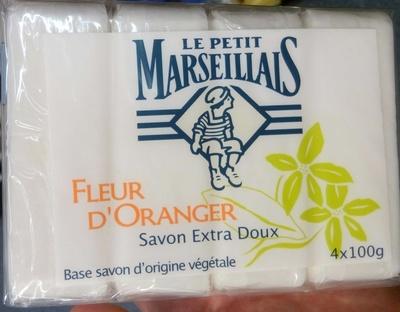 LE PETIT
MARSEILLAIS
FLEUR
D'ORANGER
Savon Extra Doux
4x100g
Base savon d'origine végétale